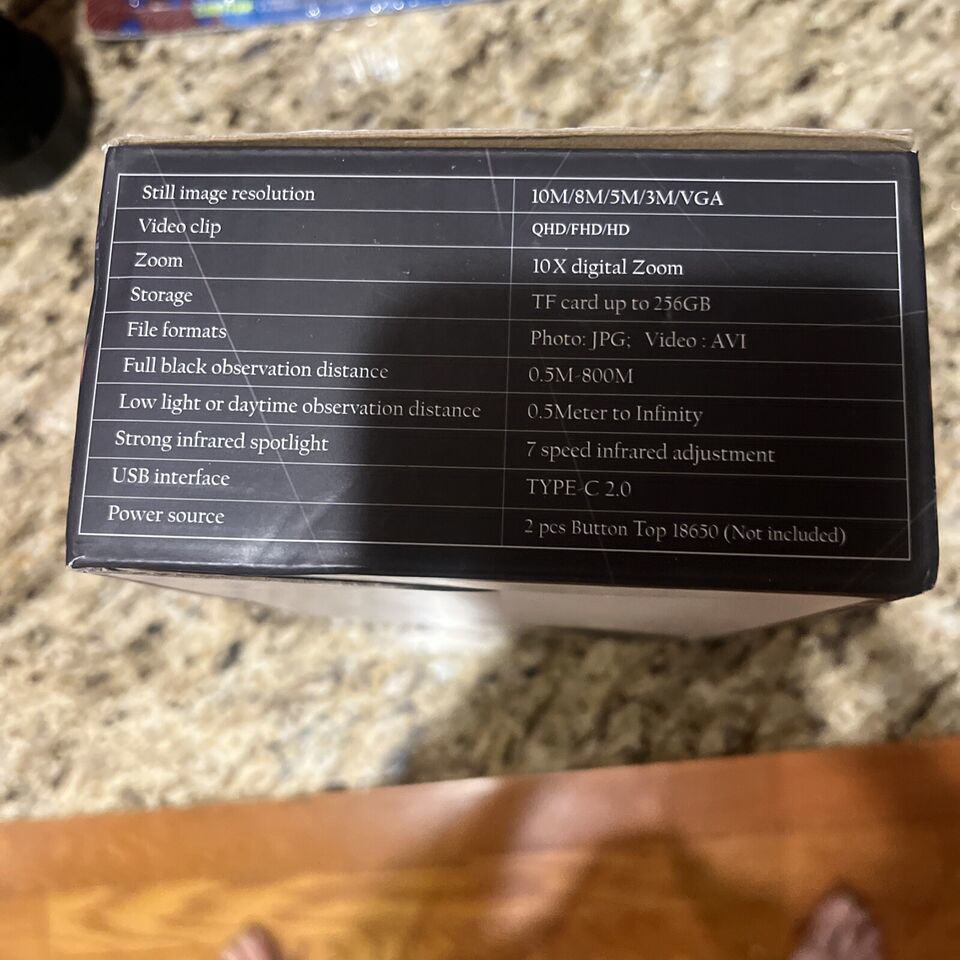 Still image resolution 10M/8M/5M/3M/VGA
Video clip QHD/FHD/HD
Zoom 10X digital Zoom
Storage TF card up to 256GB
File formats Photo: JPG; Video : AVI
Full black observation distance 0.5M-800M
Low light or daytime observation distance 0.5Meter to Infinity
Strong infrared spotlight 7 speed infrared adjustment
USB interface TYPE-C 2.0
Power source 2 pcs Button Top 18650 (Not included)